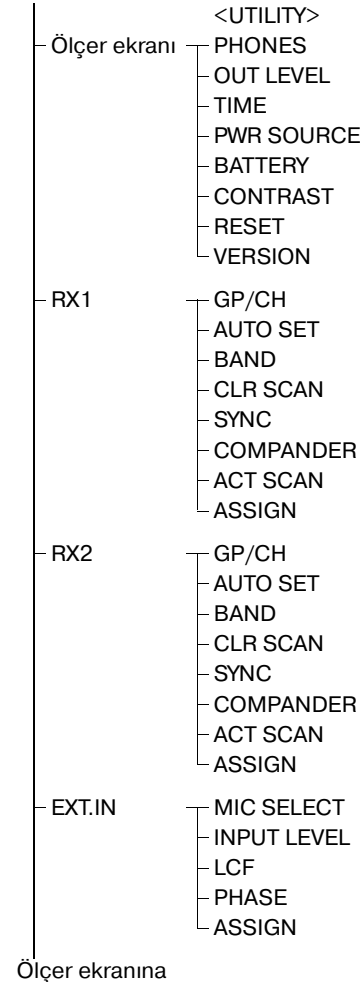 <UTILITY>
Ölçer ekranı PHONES
OUT LEVEL
TIME
PWR SOURCE
BATTERY
CONTRAST
RESET
VERSION
RX1 GP/CH
AUTO SET
BAND
CLR SCAN
SYNC
COMPANDER
ACT SCAN
ASSIGN
RX2 GP/CH
AUTO SET
BAND
CLR SCAN
SYNC
COMPANDER
ACT SCAN
ASSIGN
EXT.IN MIC SELECT
INPUT LEVEL
LCF
PHASE
ASSIGN
Ölçer ekranına